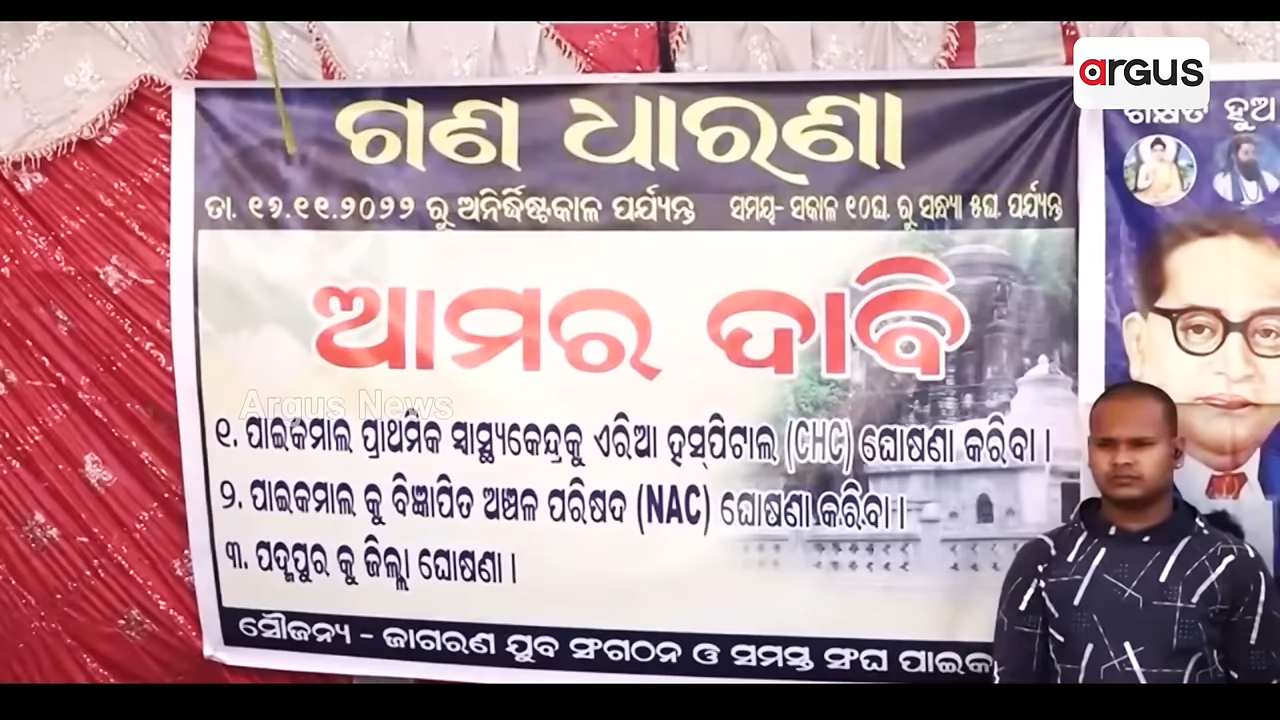 argus
ଗଣ ଧାରଣା
ତା. ୧୬.୧୧.୨୦୨୨ ରୁ ଅନିର୍ଦ୍ଧିଷ୍ଟକାଳ ପର୍ଯ୍ୟନ୍ତ ସମୟ- ସକାଳ ୧୦ଘ. ରୁ ସନ୍ଧ୍ୟା ୫ଘ. ପର୍ଯ୍ୟନ୍ତ
ଆମର ଦାବି
Argus News
୧. ପାଇକମାଲ ପ୍ରାଥମିକ ସ୍ୱାସ୍ଥ୍ୟକେନ୍ଦ୍ରକୁ ଏରିଆ ହସ୍‌ପିଟାଲ (CHC) ଘୋଷଣା କରିବା ।
୨. ପାଇକମାଲ କୁ ବିଜ୍ଞାପିତ ଅଞ୍ଚଳ ପରିଷଦ (NAC) ଘୋଷଣା କରିବା ।
୩. ପଦ୍ମପୁର କୁ ଜିଲ୍ଲା ଘୋଷଣା ।
ସୌଜନ୍ୟ - ଜାଗରଣ ଯୁବ ସଂଗଠନ ଓ ସମସ୍ତ ସଂଘ ପାଇକ
ହୁଅ